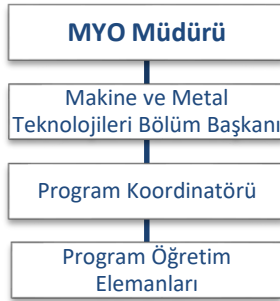 MYO Müdürü
Makine ve Metal
Teknolojileri Bölüm Başkanı
Program Koordinatörü
Program Öğretim
Elemanları